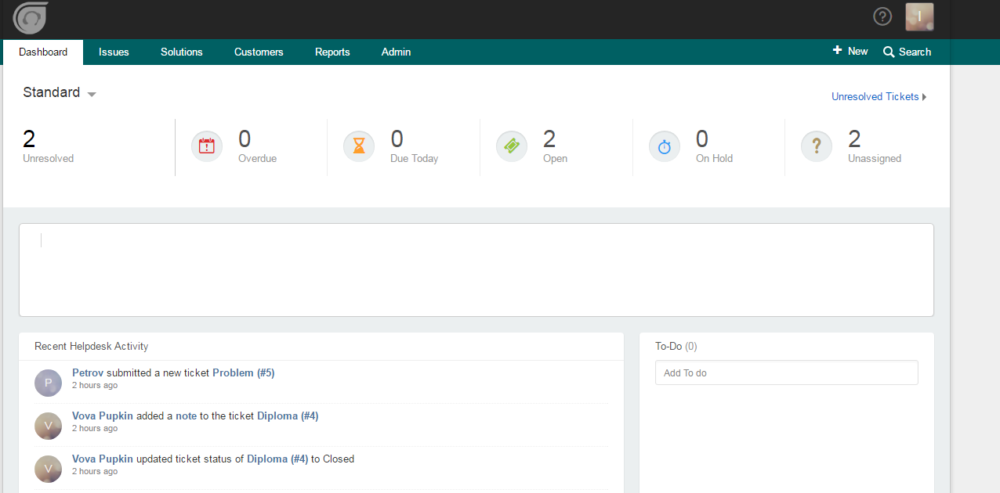 I
Dashboard Issues Solutions Customers Reports Admin New Search
Standard
Unresolved Tickets
2 0 0 2 0 2
Unresolved Overdue Due Today Open On Hold Unassigned
Recent Helpdesk Activity
P
Petrov submitted a new ticket Problem (#5)
2 hours ago
V
Vova Pupkin added a note to the ticket Diploma (#4)
2 hours ago
V
Vova Pupkin updated ticket status of Diploma (#4) to Closed
2 hours ago
To-Do (0)
Add To do